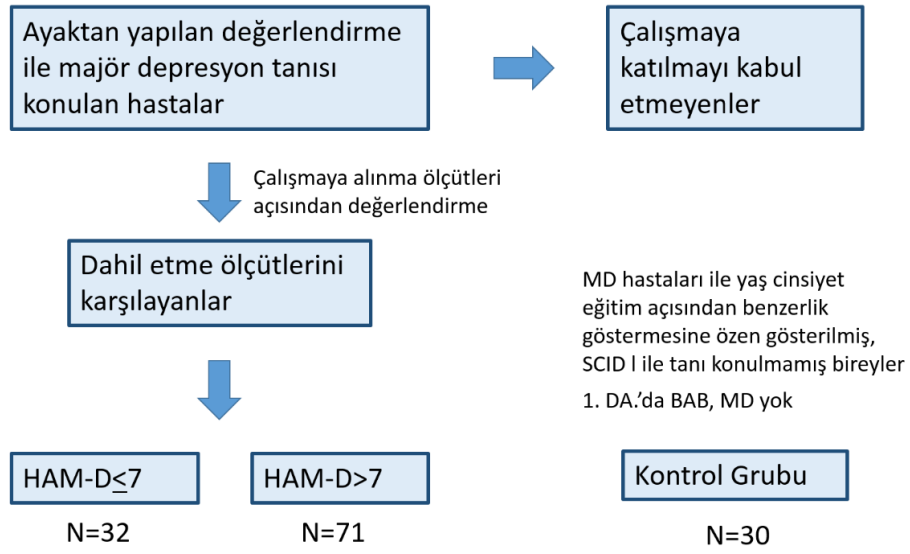 Ayaktan yapılan değerlendirme
ile majör depresyon tanısı
konulan hastalar
Çalışmaya
katılmayı kabul
etmeyenler
Çalışmaya alınma ölçütleri
açısından değerlendirme
Dahil etme ölçütlerini
karşılayanlar
MD hastaları ile yaş cinsiyet
eğitim açısından benzerlik
göstermesine özen gösterilmiş,
SCID l ile tanı konulmamış bireyler
1. DA.'da BAB, MD yok
HAM-D≤7
HAM-D>7
Kontrol Grubu
N=32
N=71
N=30